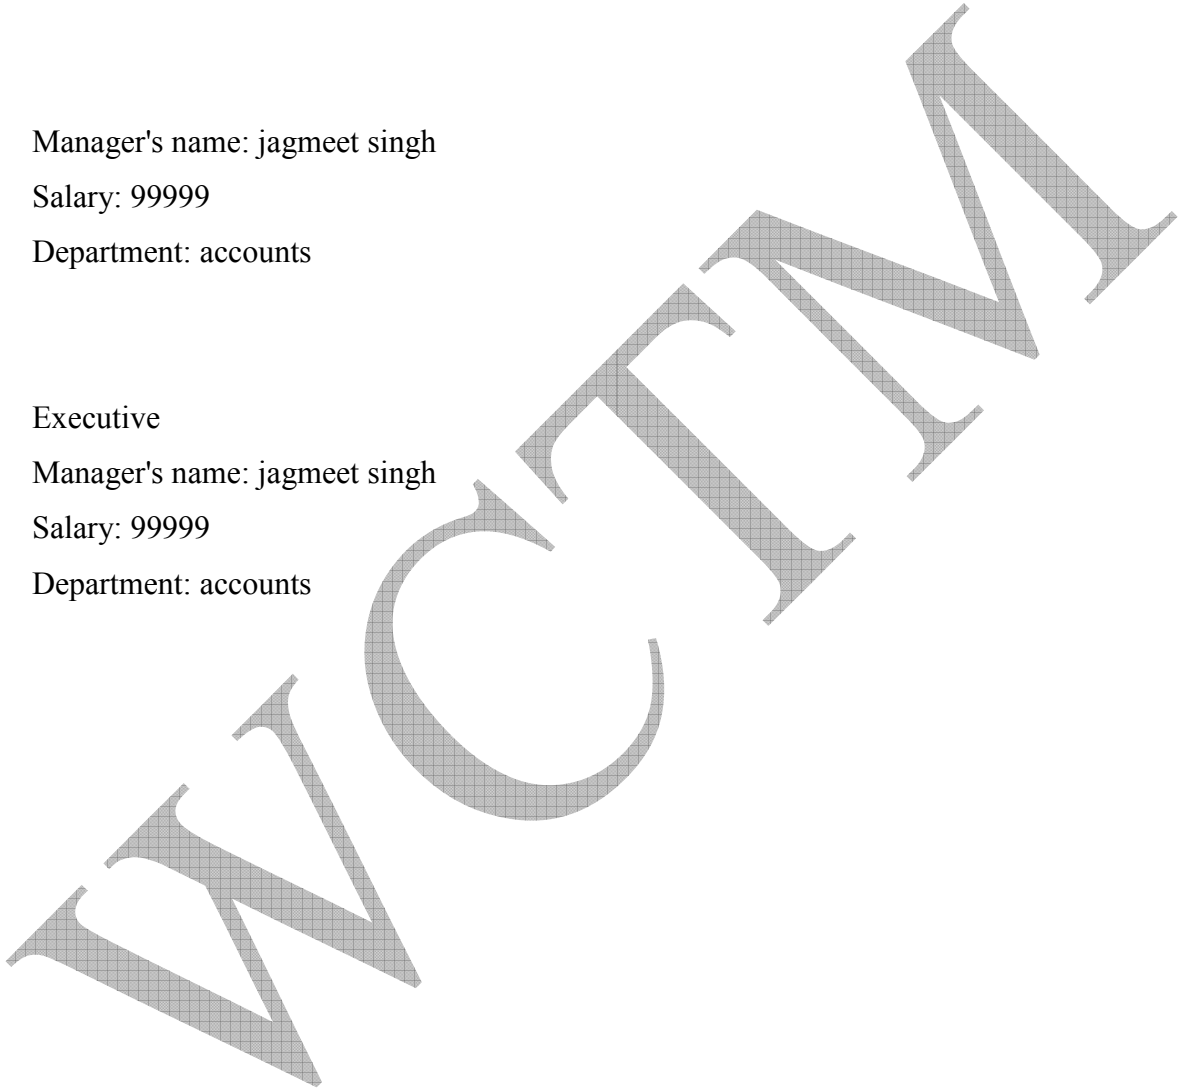 Manager's name: jagmeet singh
Salary: 99999
Department: accounts
Executive
Manager's name: jagmeet singh
Salary: 99999
Department: accounts
WCTM